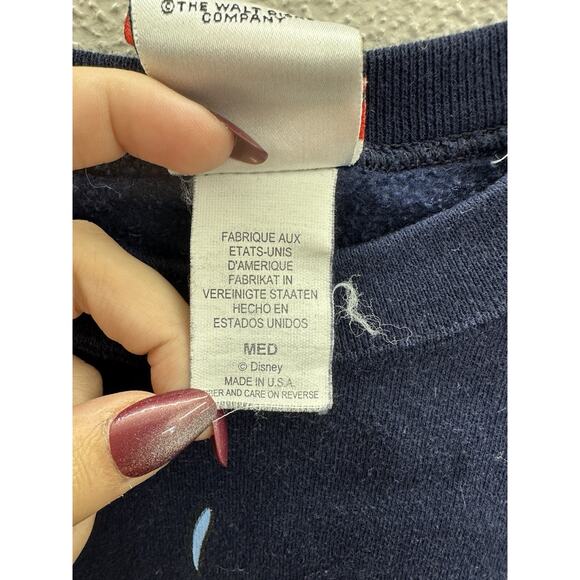 ©THE WALT
COMPANY
FABRIQUE AUX
ETATS-UNIS
D'AMERIQUE
FABRIKAT IN
VEREINIGTE STAATEN
HECHO EN
ESTADOS UNIDOS
MED
© Disney
MADE IN U.S.A.
AND CARE ON REVERSE